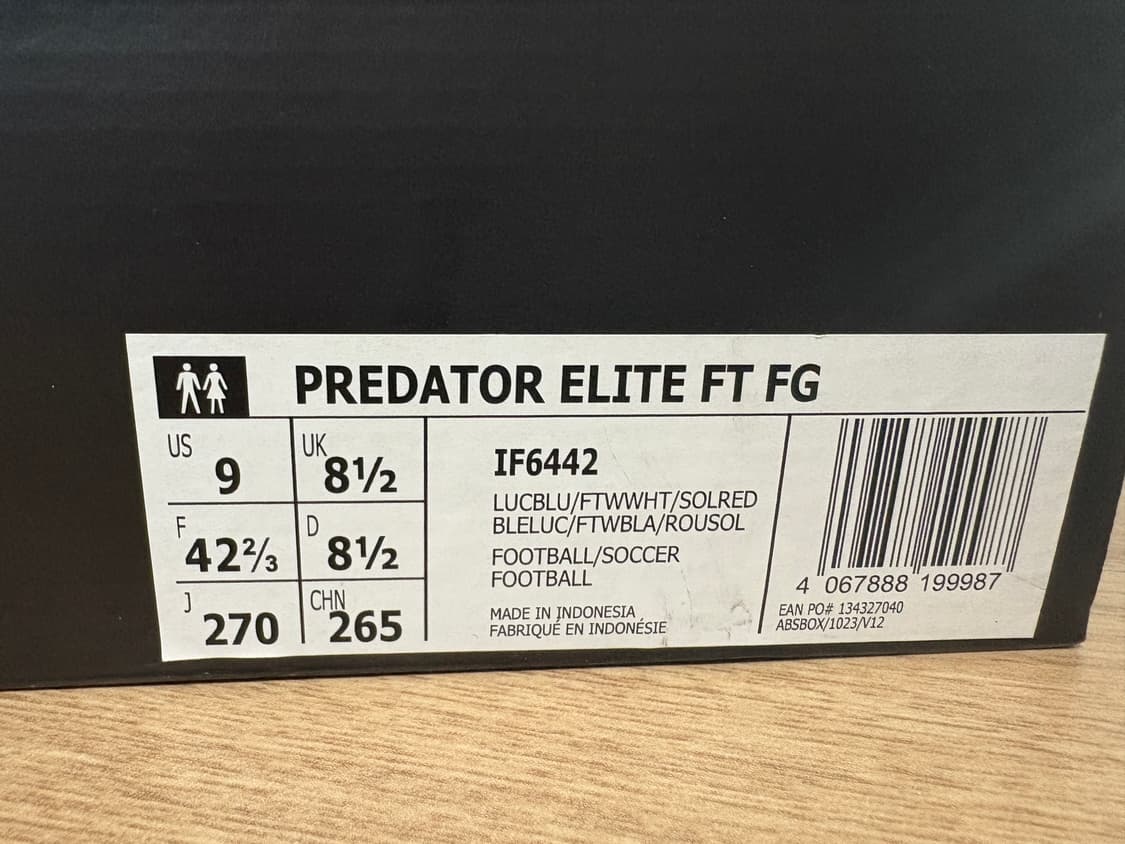 PREDATOR ELITE FT FG
US 9
UK 8½
F 42⅔
D 8½
J 270
CHN 265
IF6442
LUCBLU/FTWWHT/SOLRED
BLELUC/FTWBLA/ROUSOL
FOOTBALL/SOCCER
FOOTBALL
MADE IN INDONESIA
FABRIQUÉ EN INDONÉSIE
4 067888 199987
EAN PO# 134327040
ABSBOX/1023/V12